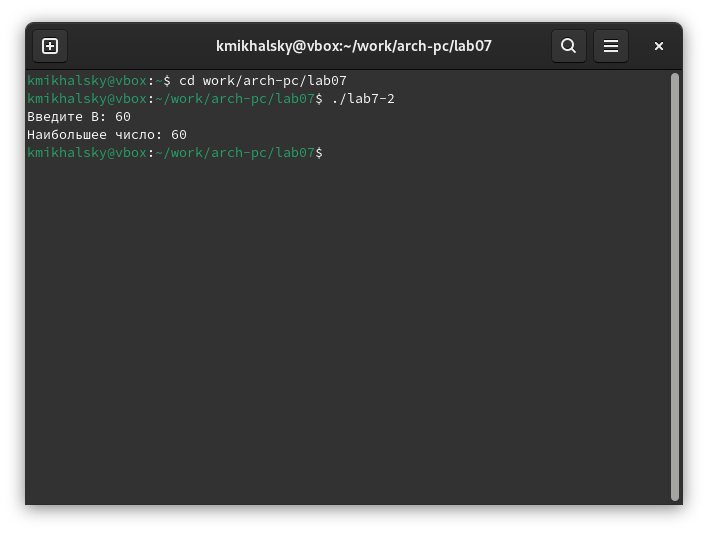 kmikhalsky@vbox:~/work/arch-pc/lab07
kmikhalsky@vbox:~$ cd work/arch-pc/lab07
kmikhalsky@vbox:~/work/arch-pc/lab07$ ./lab7-2
Введите B: 60
Наибольшее число: 60
kmikhalsky@vbox:~/work/arch-pc/lab07$